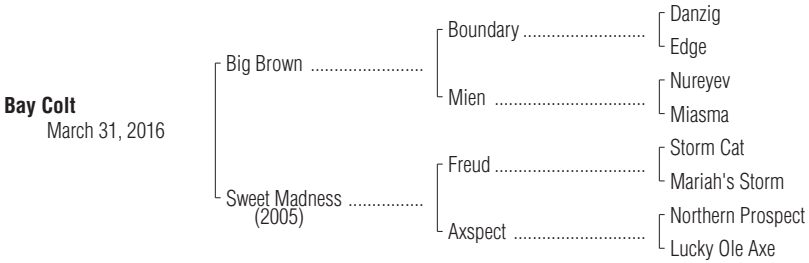 Danzig
Boundary ..............................
Edge
Big Brown ............................
Nureyev
Mien .....................................
Miasma
Bay Colt
March 31, 2016
Storm Cat
Freud .....................................
Mariah's Storm
Sweet Madness ..................
(2005)
Northern Prospect
Axspect ................................
Lucky Ole Axe